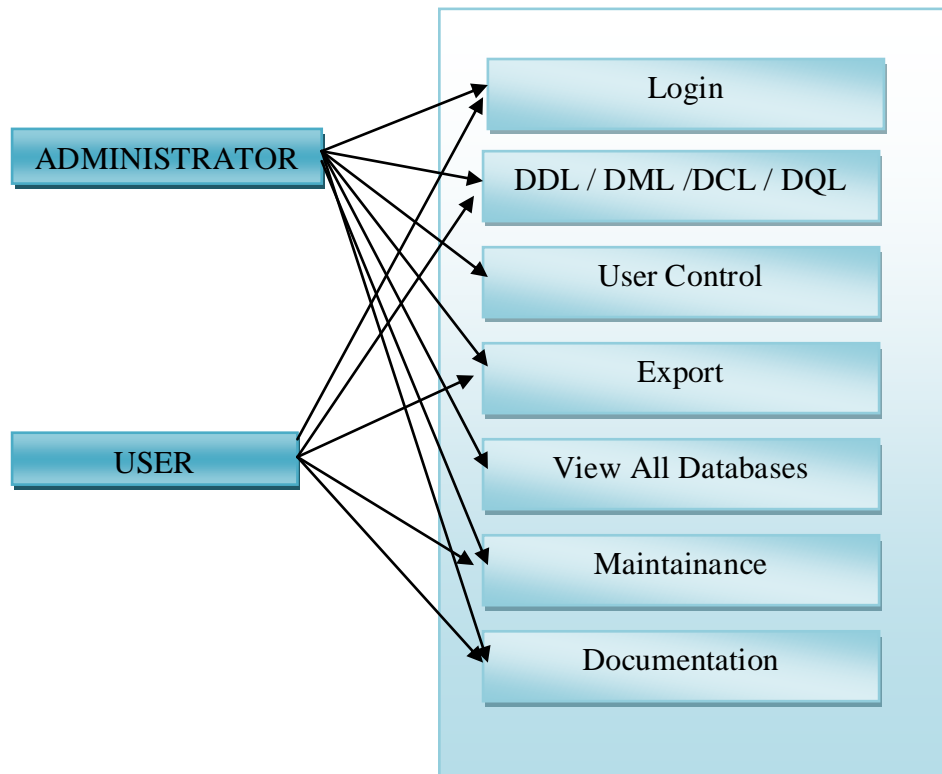 Login
ADMINISTRATOR
DDL / DML /DCL / DQL
User Control
Export
USER
View All Databases
Maintainance
Documentation